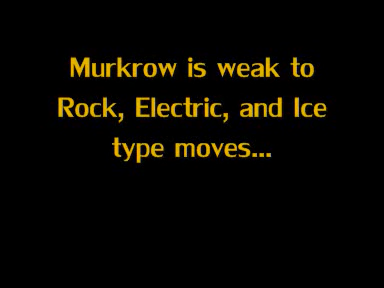 Murkrow is weak to
Rock, Electric, and Ice
type moves...